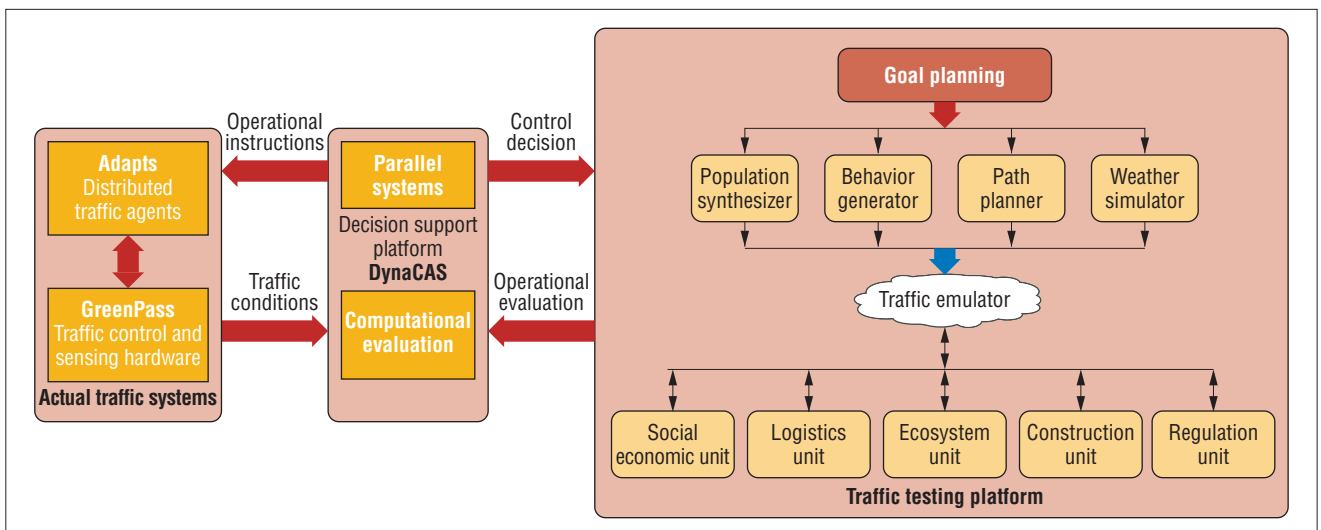 Operational
instructions
Adapts
Distributed
traffic agents
GreenPass
Traffic control and
sensing hardware
Actual traffic systems
Traffic
conditions
Parallel
systems
Decision support
platform
DynaCAS
Computational
evaluation
Control
decision
Operational
evaluation
Goal planning
Population
synthesizer
Behavior
generator
Path
planner
Weather
simulator
Traffic emulator
Social
economic unit
Logistics
unit
Ecosystem
unit
Construction
unit
Regulation
unit
Traffic testing platform